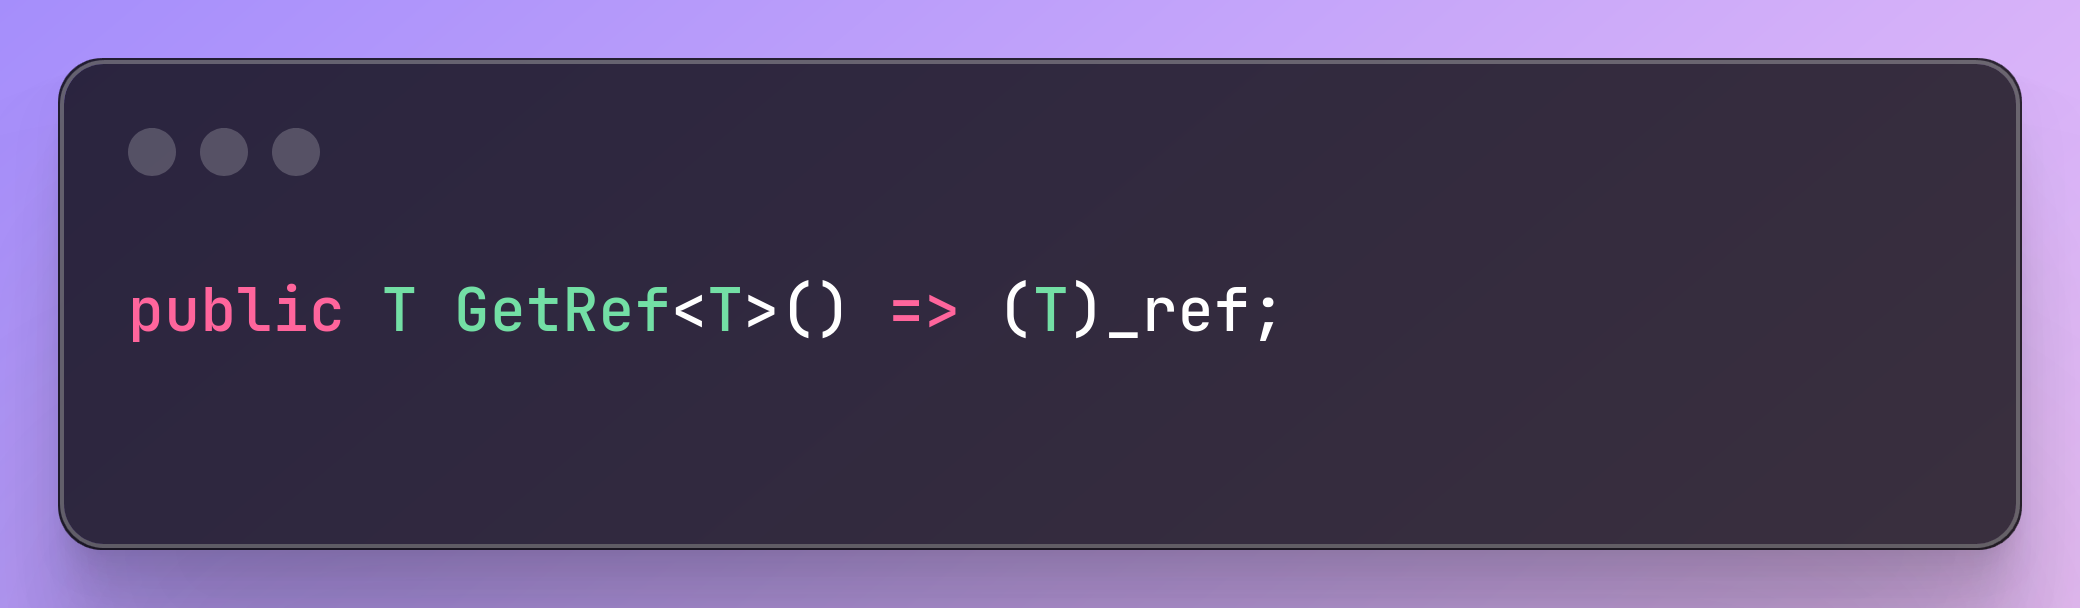 public T GetRef<T>() => (T)_ref;